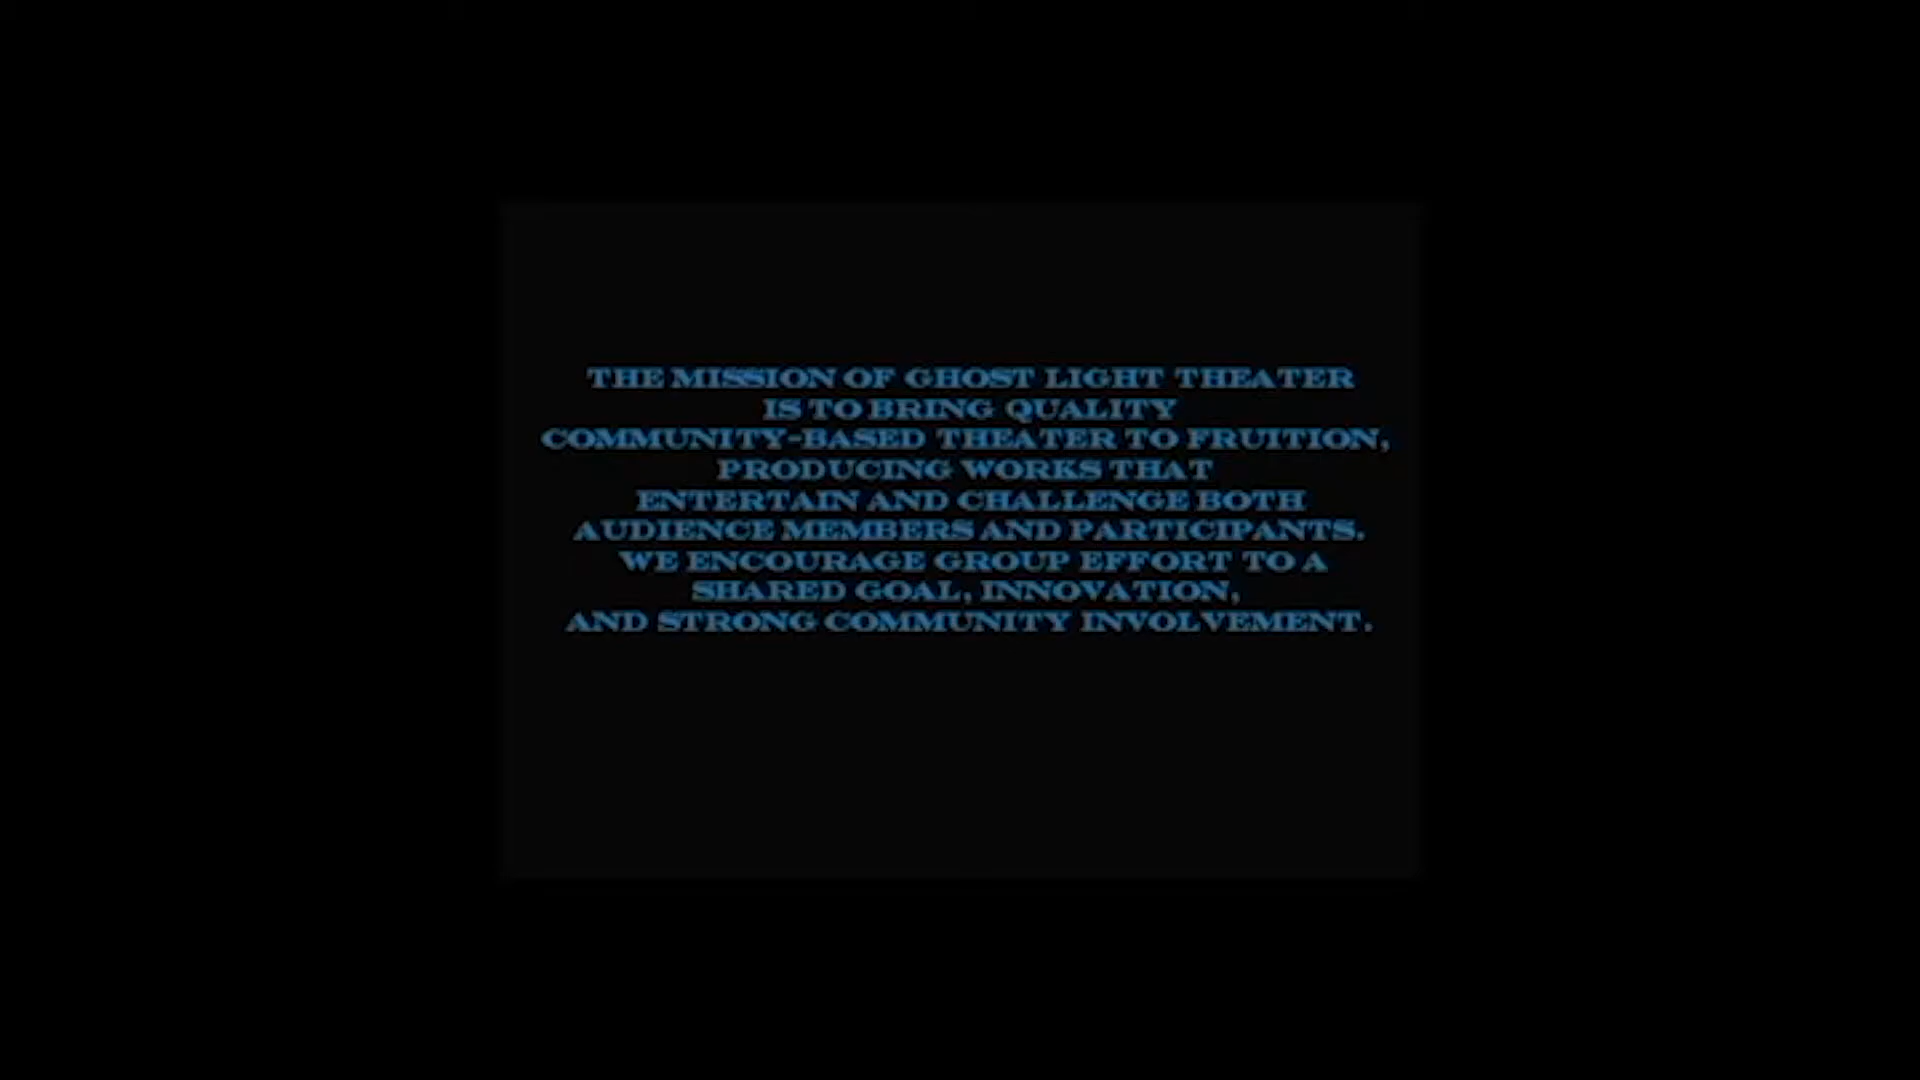 THE MISSION OF GHOST LIGHT THEATER
IS TO BRING QUALITY
COMMUNITY-BASED THEATER TO FRUITION,
PRODUCING WORKS THAT
ENTERTAIN AND CHALLENGE BOTH
AUDIENCE MEMBERS AND PARTICIPANTS.
WE ENCOURAGE GROUP EFFORT TO A
SHARED GOAL, INNOVATION,
AND STRONG COMMUNITY INVOLVEMENT.